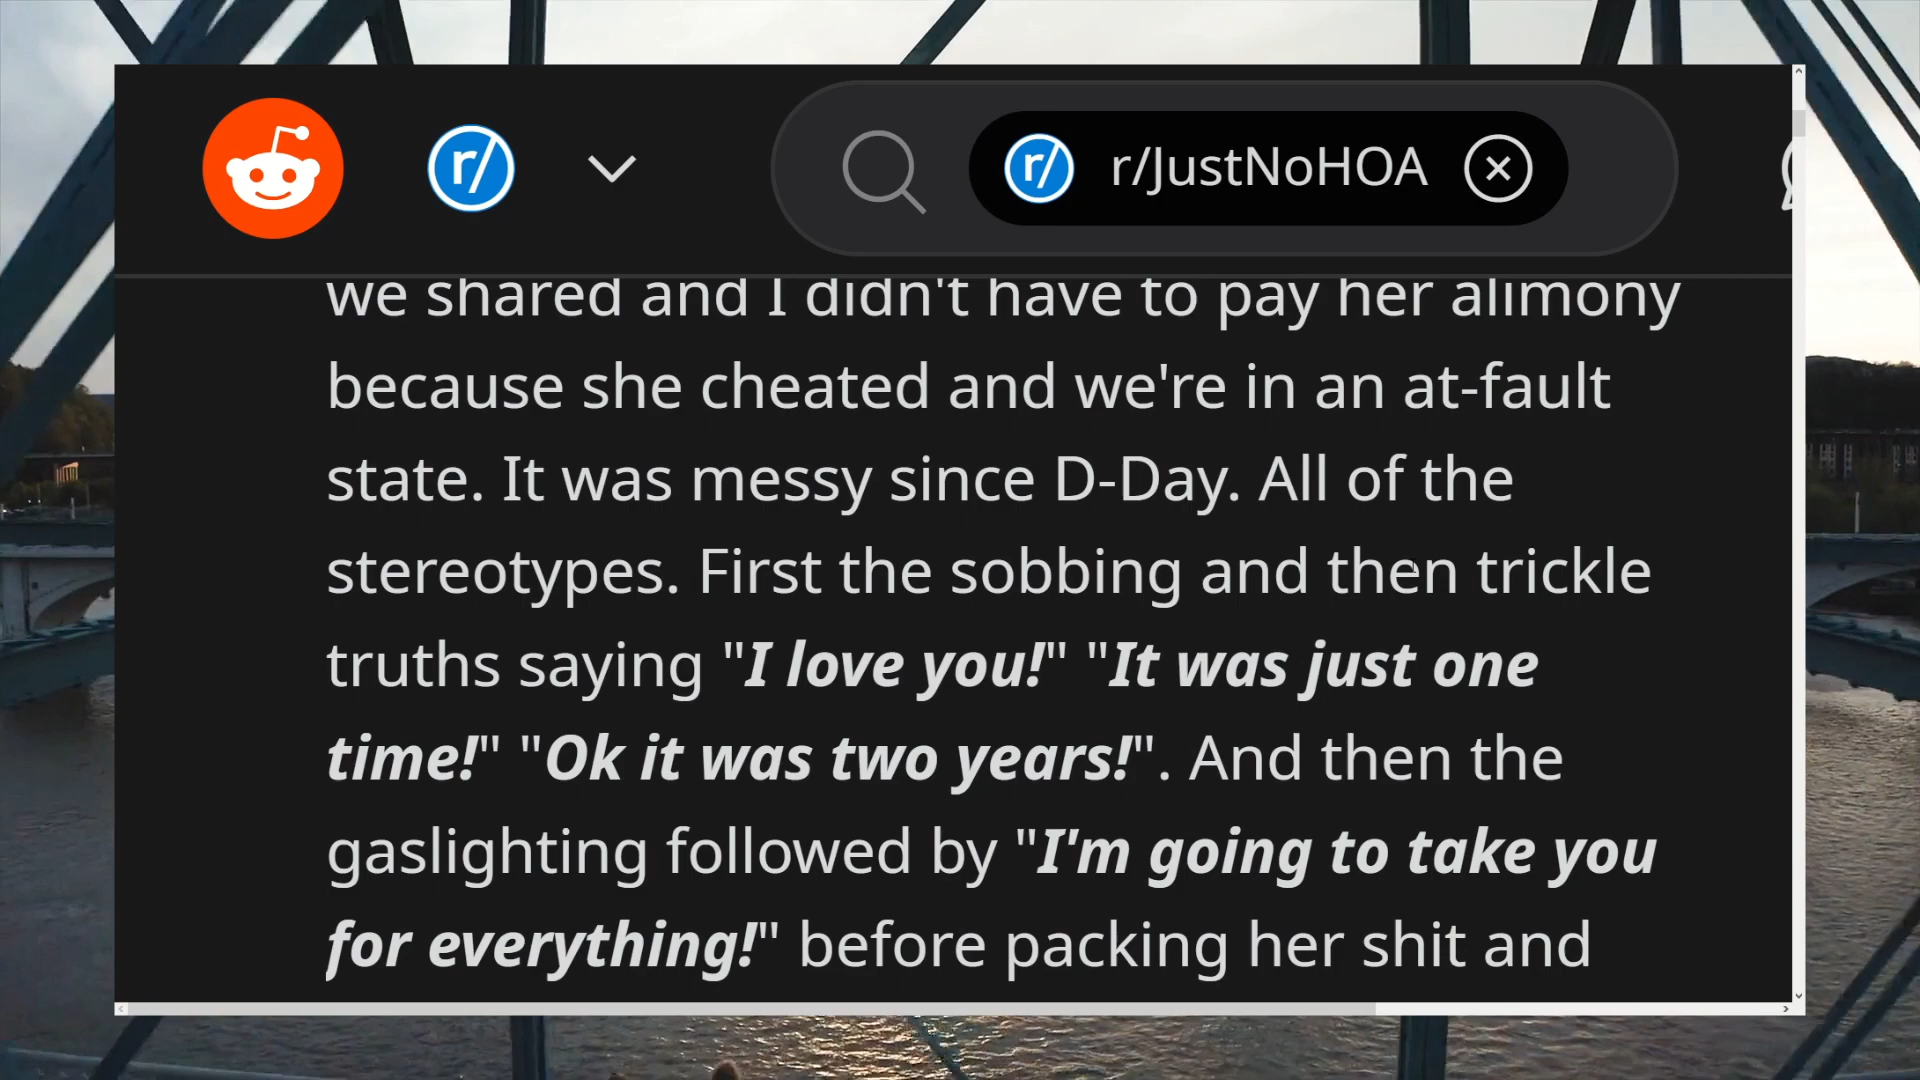 r/
r/ r/JustNoHOA
we shared and I didn't have to pay her alimony
because she cheated and we're in an at-fault
state. It was messy since D-Day. All of the
stereotypes. First the sobbing and then trickle
truths saying "I love you!" "It was just one
time!" "Ok it was two years!". And then the
gaslighting followed by "I'm going to take you
for everything!" before packing her shit and